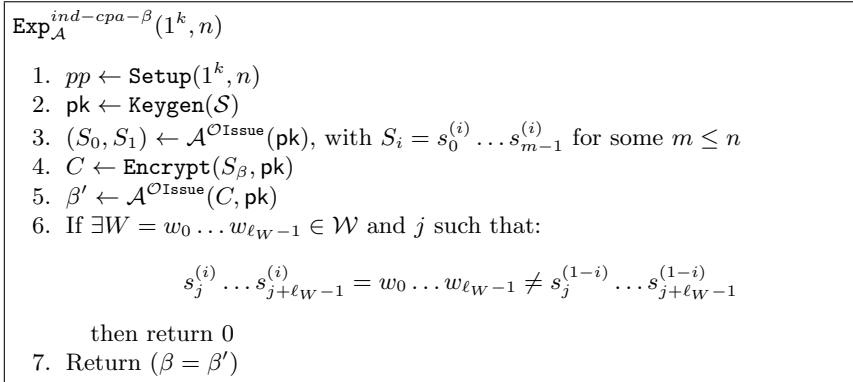 Exp_𝒜^{ind−cpa−β}(1^k, n)
1. pp ← Setup(1^k, n)
2. pk ← Keygen(𝒮)
3. (S_0, S_1) ← 𝒜^{𝒪Issue}(pk), with S_i = s_0^{(i)} … s_{m−1}^{(i)} for some m ≤ n
4. C ← Encrypt(S_β, pk)
5. β′ ← 𝒜^{𝒪Issue}(C, pk)
6. If ∃W = w_0 … w_{ℓ_W−1} ∈ 𝒲 and j such that:
s_j^{(i)} … s_{j+ℓ_W−1}^{(i)} = w_0 … w_{ℓ_W−1} ≠ s_j^{(1−i)} … s_{j+ℓ_W−1}^{(1−i)}
then return 0
7. Return (β = β′)